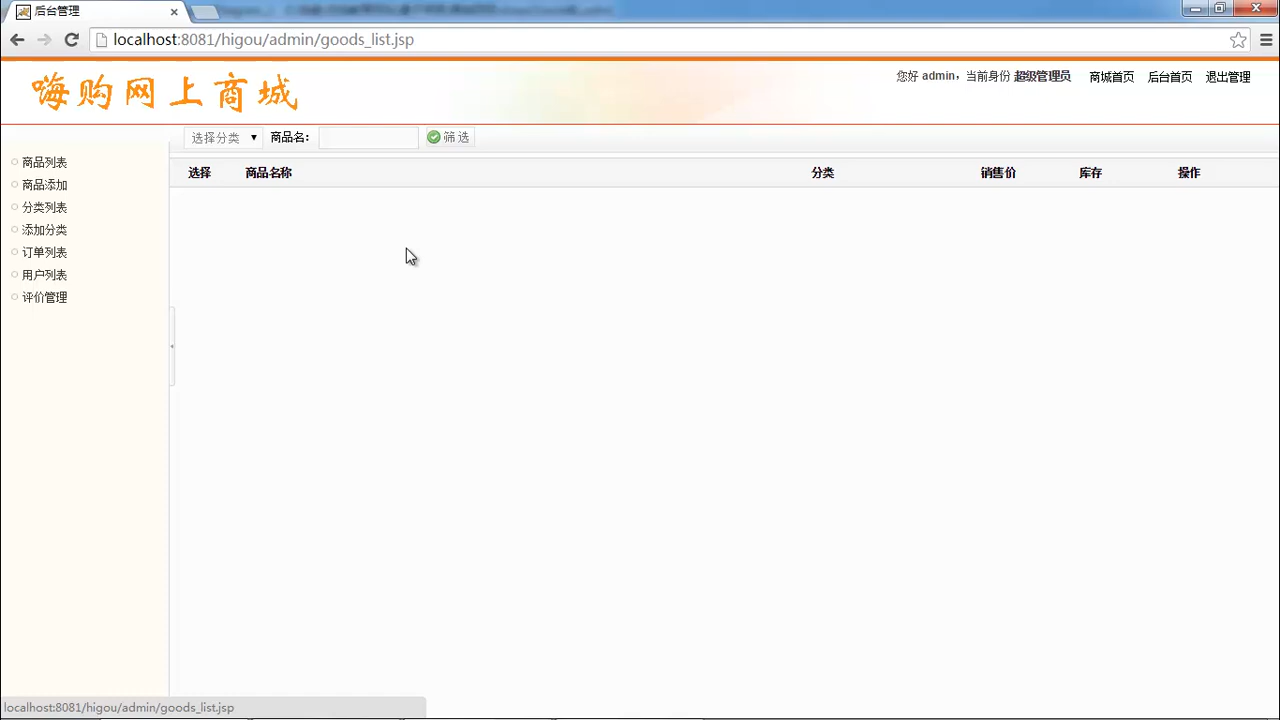 后台管理
localhost:8081/higou/admin/goods_list.jsp
嗨购网上商城
您好 admin，当前身份 超级管理员 商城首页 后台首页 退出管理
选择分类 商品名： 筛 选
商品列表
商品添加
分类列表
添加分类
订单列表
用户列表
评价管理
选择 商品名称 分类 销售价 库存 操作
localhost:8081/higou/admin/goods_list.jsp